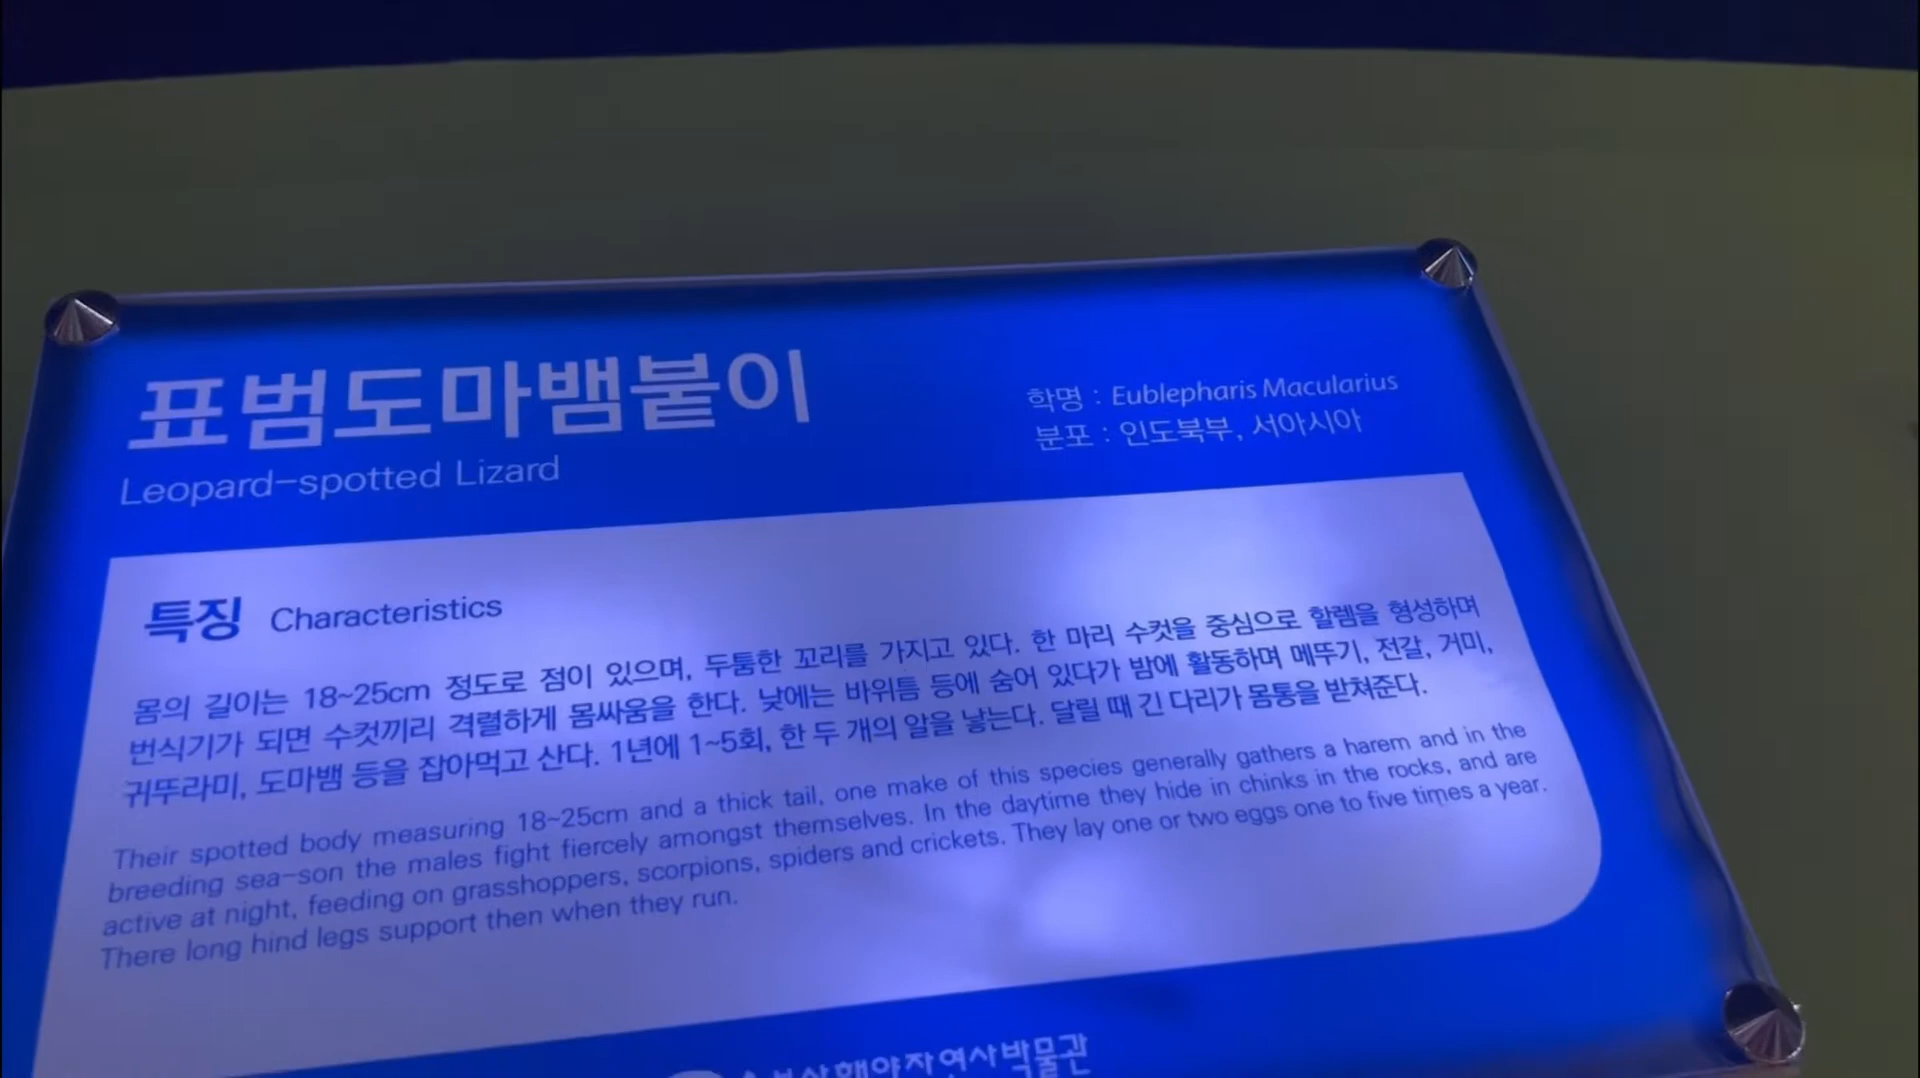 표범도마뱀붙이
Leopard-spotted Lizard
학명 : Eublepharis Macularius
분포 : 인도북부, 서아시아
특징 Characteristics
몸의 길이는 18~25cm 정도로 점이 있으며, 두툼한 꼬리를 가지고 있다. 한 마리 수컷을 중심으로 할렘을 형성하며
번식기가 되면 수컷끼리 격렬하게 몸싸움을 한다. 낮에는 바위틈 등에 숨어 있다가 밤에 활동하며 메뚜기, 전갈, 거미,
귀뚜라미, 도마뱀 등을 잡아먹고 산다. 1년에 1~5회, 한 두 개의 알을 낳는다. 달릴 때 긴 다리가 몸통을 받쳐준다.
Their spotted body measuring 18~25cm and a thick tail, one make of this species generally gathers a harem and in the
breeding sea-son the males fight fiercely amongst themselves. In the daytime they hide in chinks in the rocks, and are
active at night, feeding on grasshoppers, scorpions, spiders and crickets. They lay one or two eggs one to five times a year.
There long hind legs support then when they run.
해양자연사박물관